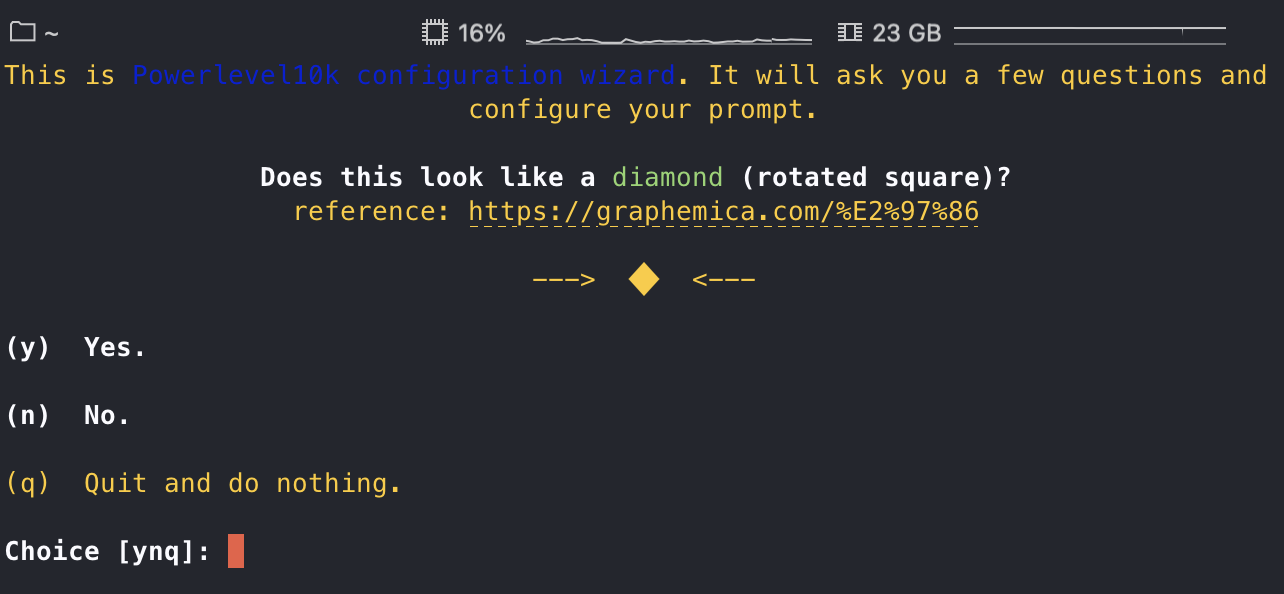 ~ 16% 23 GB
This is Powerlevel10k configuration wizard. It will ask you a few questions and
configure your prompt.
Does this look like a diamond (rotated square)?
reference: https://graphemica.com/%E2%97%86
---> ◆ <---
(y) Yes.
(n) No.
(q) Quit and do nothing.
Choice [ynq]: